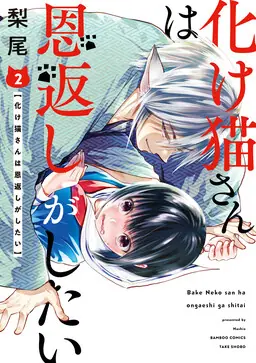 化け猫さん
は
恩返し
がしたい
梨尾
2
【化け猫さんは恩返しがしたい】
Bake Neko san ha
ongaeshi ga shitai
presented by
Nashio
BAMBOO COMICS
TAKE SHOBO